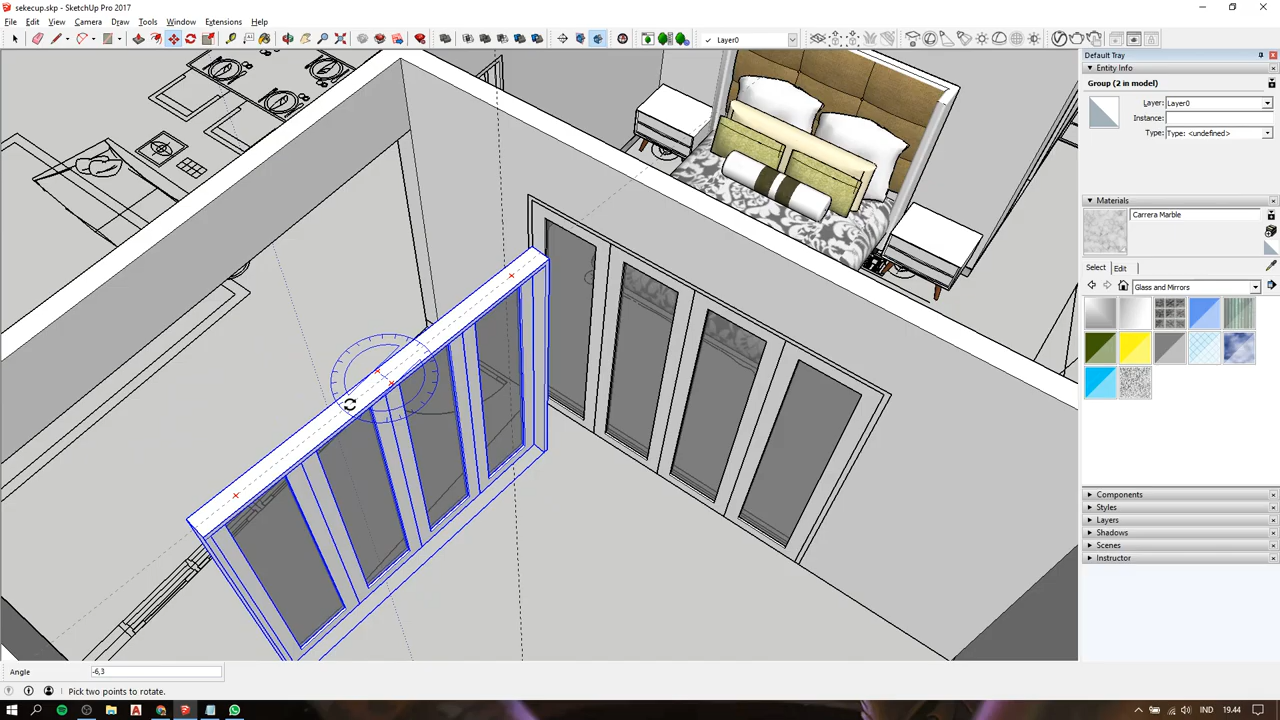 sekecup.skp - SketchUp Pro 2017
File Edit View Camera Draw Tools Window Extensions Help
Layer0
Default Tray
Entity Info
Group (2 in model)
Layer: Layer0
Instance:
Type: Type: <undefined>
Materials
Carrera Marble
Select Edit
Glass and Mirrors
Components
Styles
Layers
Shadows
Scenes
Instructor
Angle -6,3
Pick two points to rotate.
IND 19.44